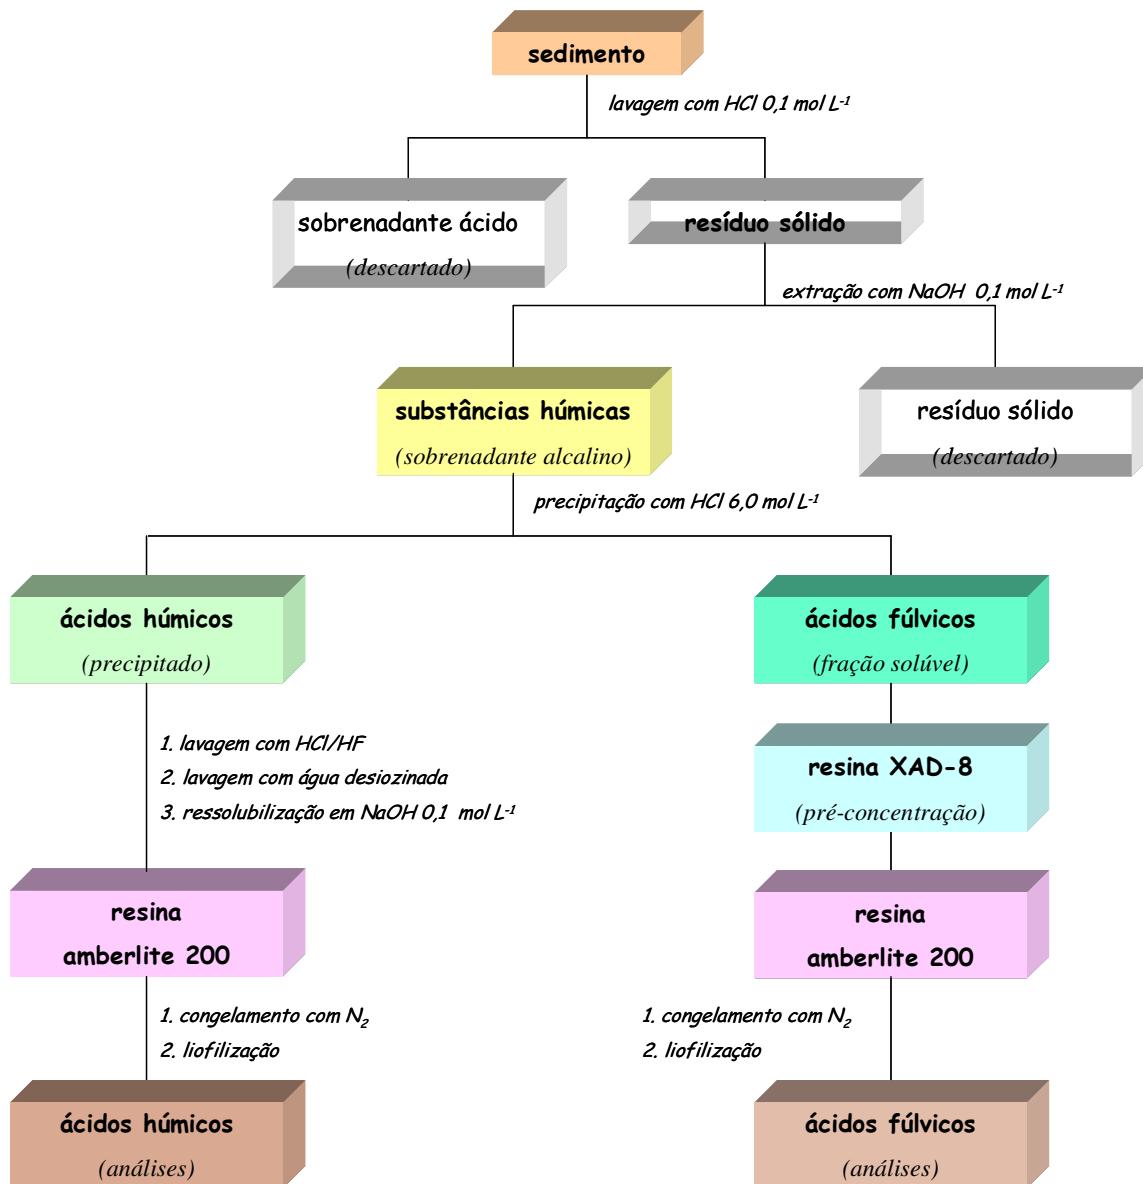 sedimento
lavagem com HCl 0,1 mol L⁻¹
sobrenadante ácido
(descartado)
resíduo sólido
extração com NaOH 0,1 mol L⁻¹
substâncias húmicas
(sobrenadante alcalino)
resíduo sólido
(descartado)
precipitação com HCl 6,0 mol L⁻¹
ácidos húmicos
(precipitado)
ácidos fúlvicos
(fração solúvel)
1. lavagem com HCl/HF
2. lavagem com água desiozinada
3. ressolubilização em NaOH 0,1 mol L⁻¹
resina XAD-8
(pré-concentração)
resina
amberlite 200
resina
amberlite 200
1. congelamento com N₂
2. liofilização
1. congelamento com N₂
2. liofilização
ácidos húmicos
(análises)
ácidos fúlvicos
(análises)